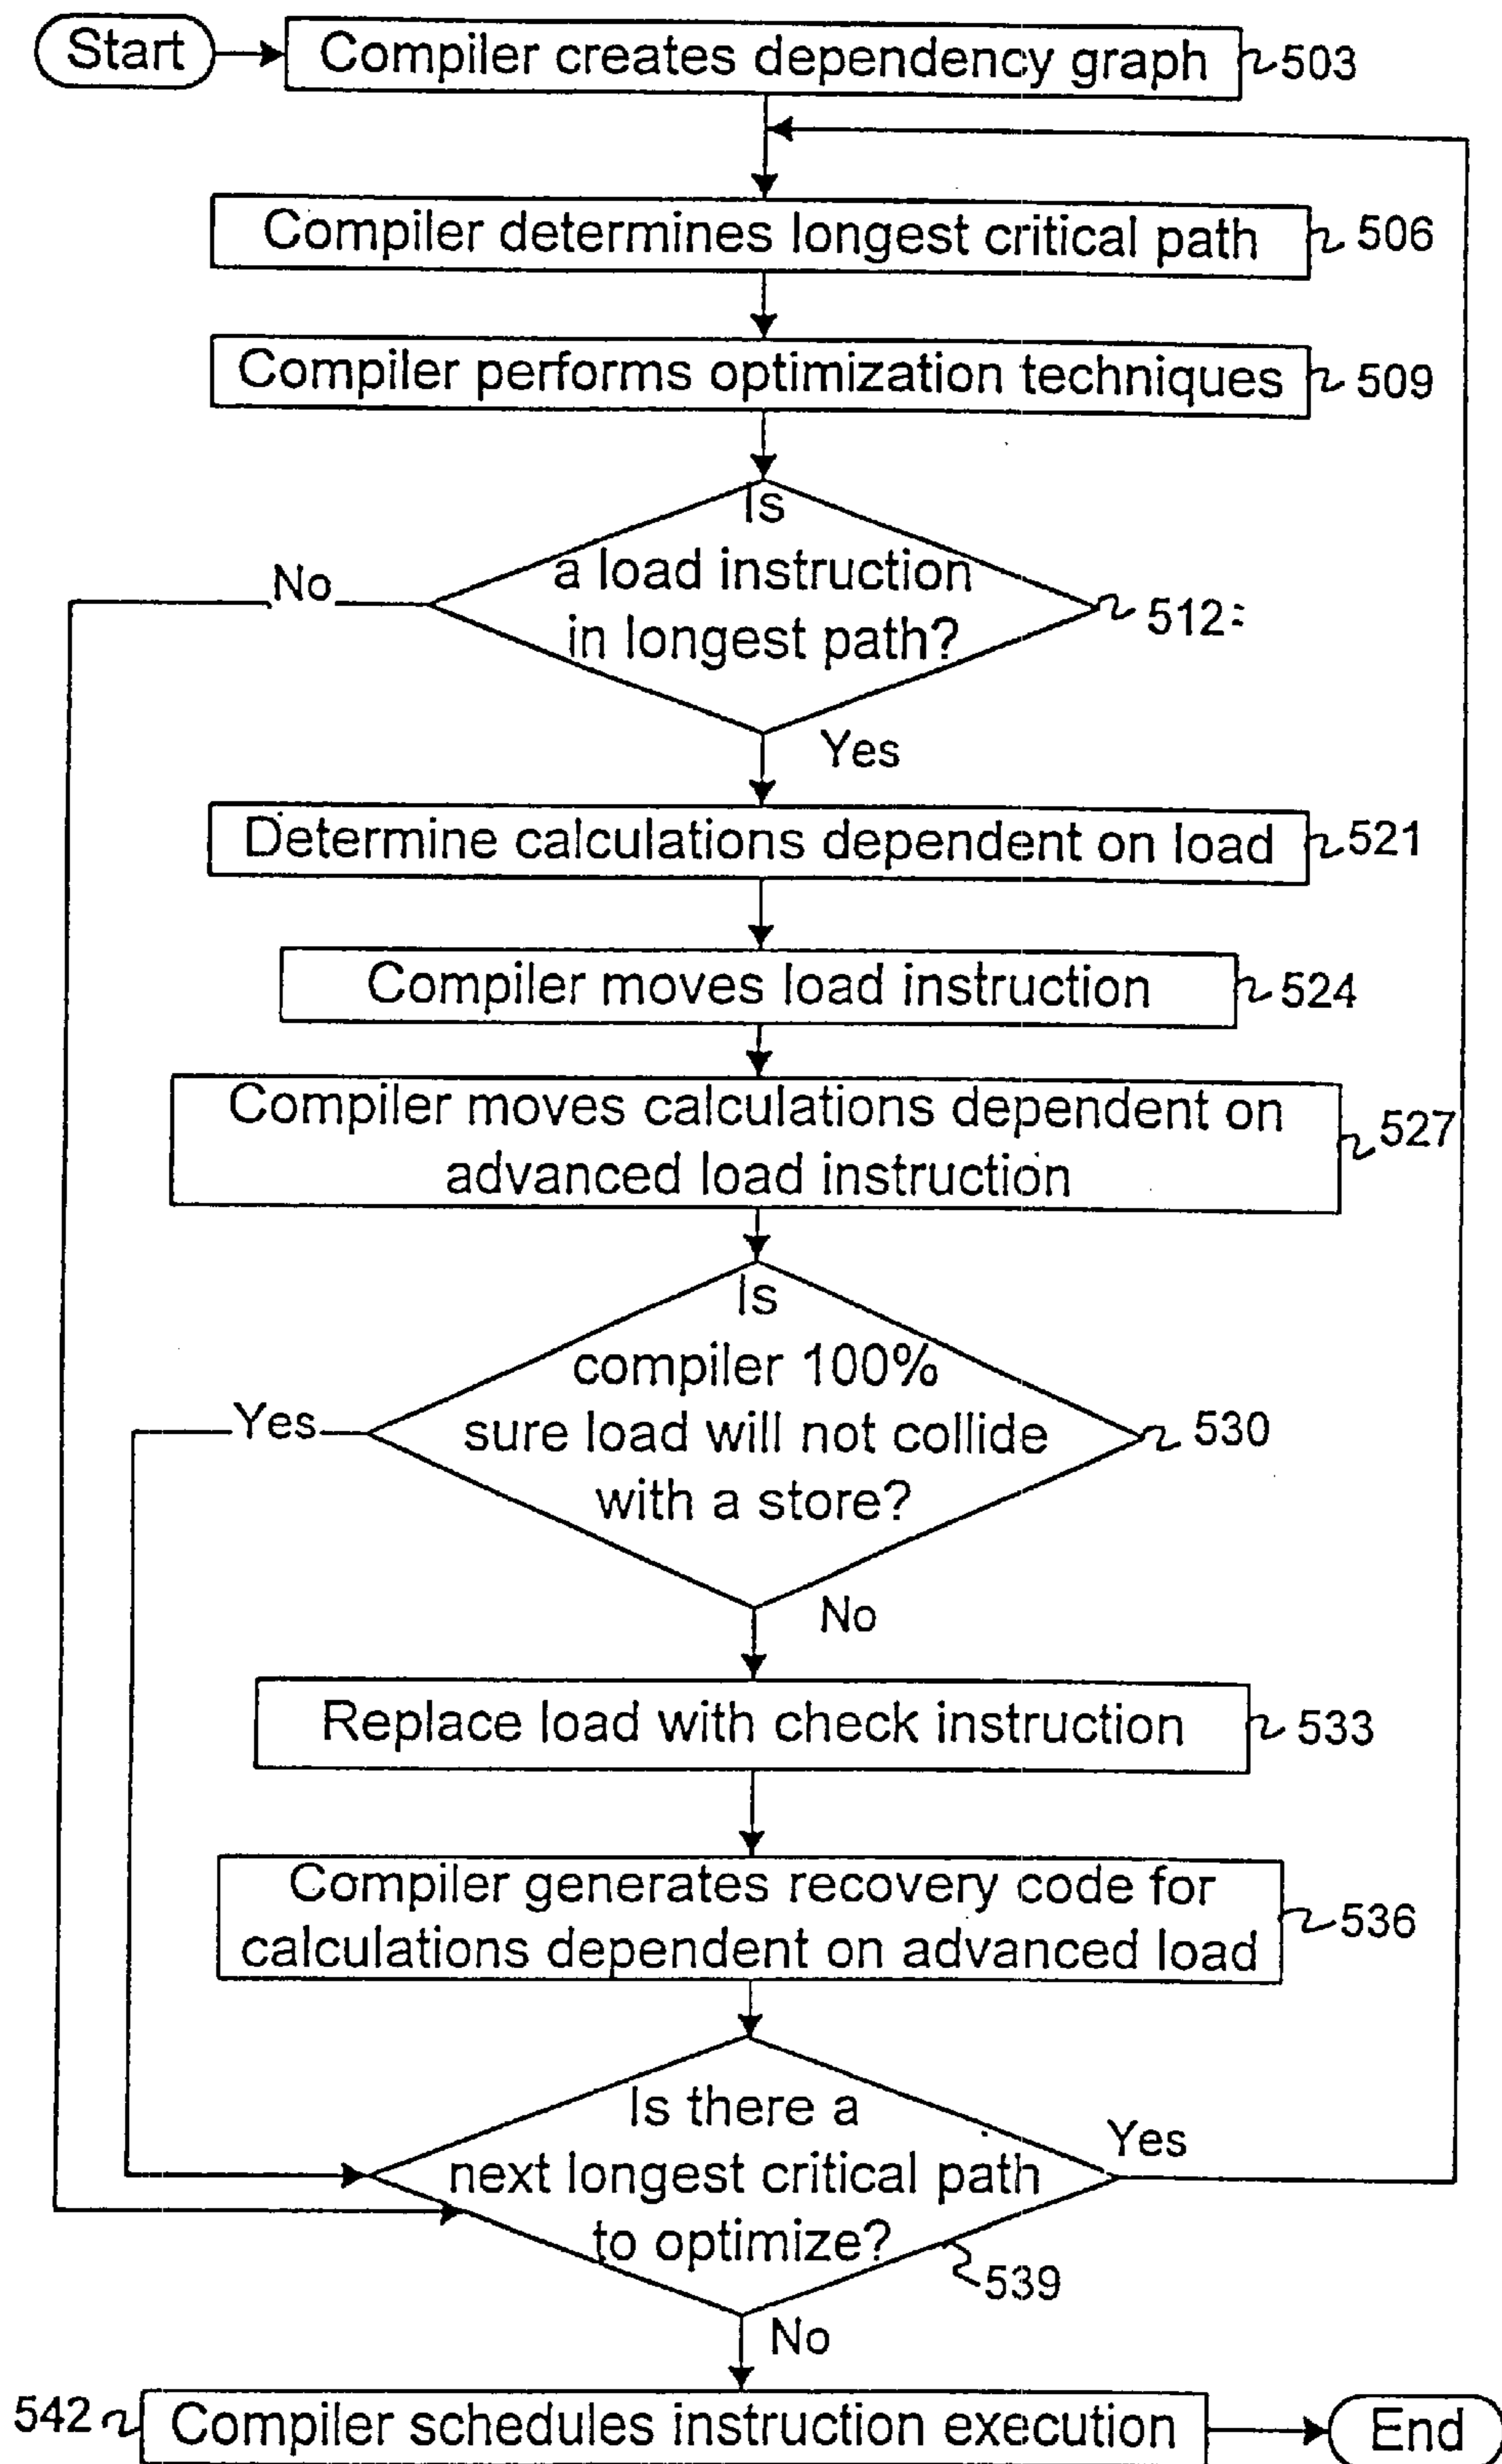 Start
Compiler creates dependency graph
503
Compiler determines longest critical path
506
Compiler performs optimization techniques
509
Is
a load instruction
in longest path?
No
512
Yes
Determine calculations dependent on load
521
Compiler moves load instruction
524
Compiler moves calculations dependent on
advanced load instruction
527
Is
compiler 100%
sure load will not collide
with a store?
Yes
530
No
Replace load with check instruction
533
Compiler generates recovery code for
calculations dependent on advanced load
536
Is there a
next longest critical path
to optimize?
Yes
539
No
542
Compiler schedules instruction execution
End